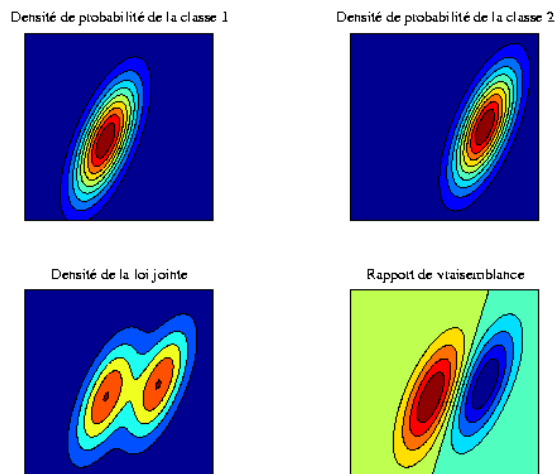 Densité de probabilité de la classe 1
Densité de probabilité de la classe 2
Densité de la loi jointe
Rapport de vraisemblance